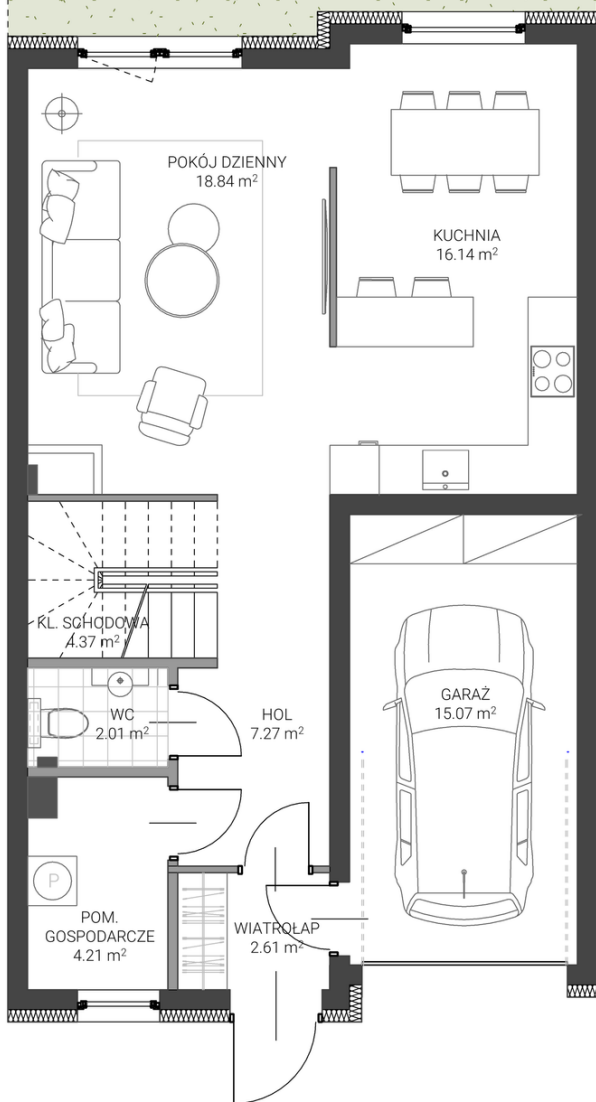 POKÓJ DZIENNY
18.84 m²
KUCHNIA
16.14 m²
KL. SCHODOWA
4.37 m²
WC
2.01 m²
HOL
7.27 m²
GARAŻ
15.07 m²
P
POM.
GOSPODARCZE
4.21 m²
WIATROŁAP
2.61 m²